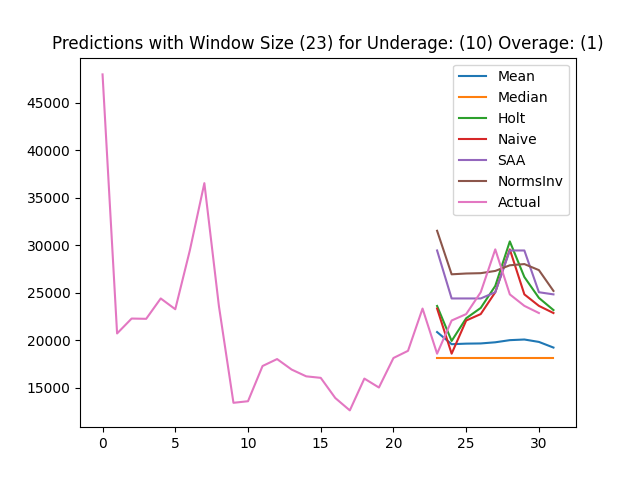 Predictions with Window Size (23) for Underage: (10) Overage: (1)
45000
40000
35000
30000
25000
20000
15000
0
5
10
15
20
25
30
Mean
Median
Holt
Naive
SAA
NormsInv
Actual